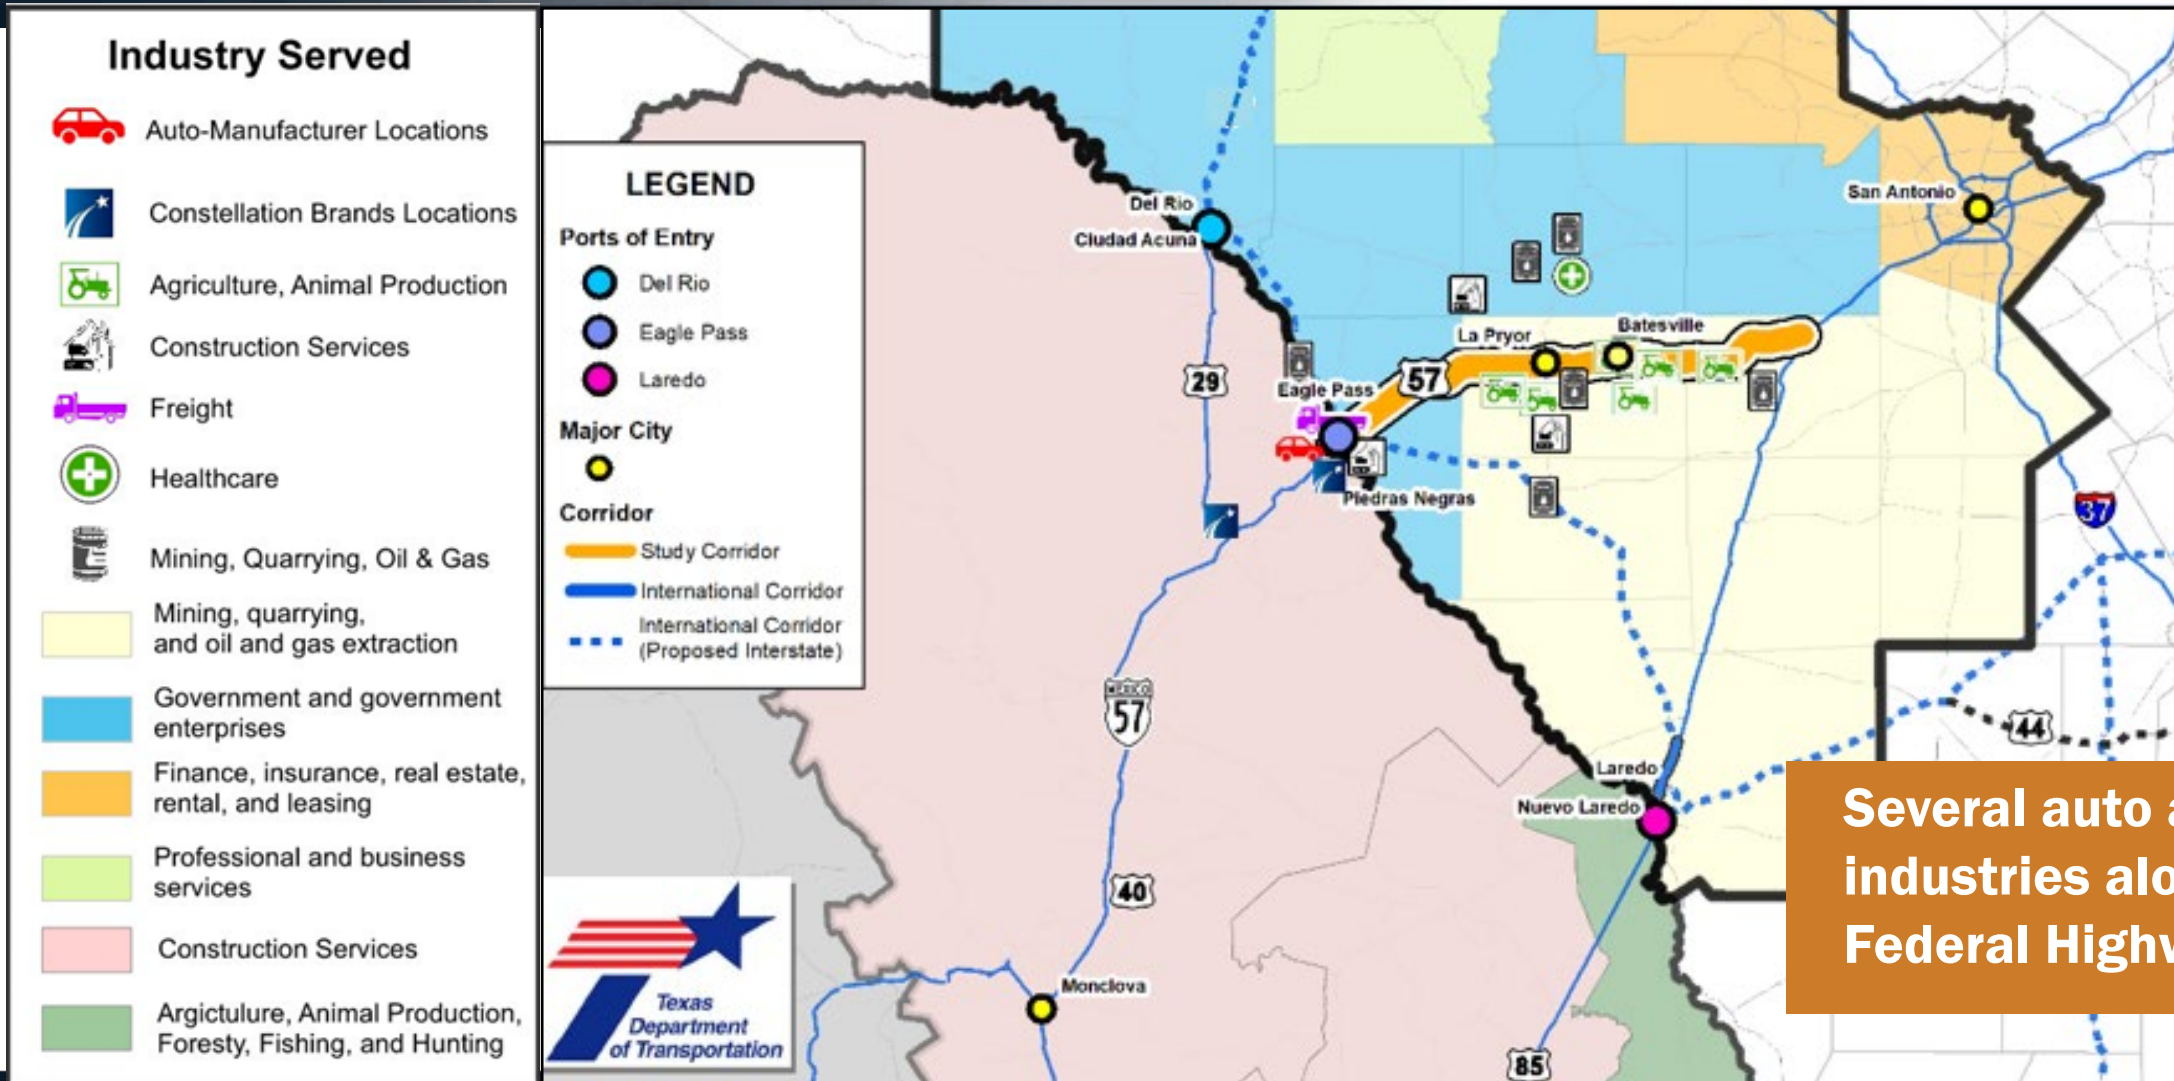 Industry Served
Auto-Manufacturer Locations
Constellation Brands Locations
Agriculture, Animal Production
Construction Services
Freight
Healthcare
Mining, Quarrying, Oil & Gas
Mining, quarrying,
and oil and gas extraction
Government and government
enterprises
Finance, insurance, real estate,
rental, and leasing
Professional and business
services
Construction Services
Argictulure, Animal Production,
Foresty, Fishing, and Hunting
LEGEND
Ports of Entry
Del Rio
Eagle Pass
Laredo
Major City
Corridor
Study Corridor
International Corridor
International Corridor
(Proposed Interstate)
Texas
Department
of Transportation
Del Rio
Ciudad Acuna
San Antonio
La Pryor
Batesville
29
57
Eagle Pass
Piedras Negras
37
MEXICO
57
44
Laredo
Nuevo Laredo
40
Monclova
85
Several auto a
industries alo
Federal Highw